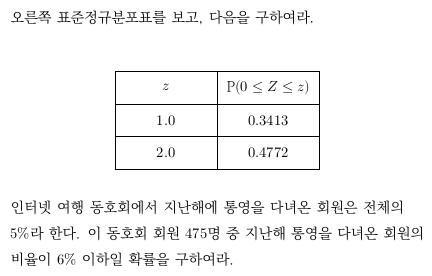 오른쪽 표준정규분포표를 보고, 다음을 구하여라.
z P(0 ≤ Z ≤ z)
1.0 0.3413
2.0 0.4772
인터넷 여행 동호회에서 지난해에 통영을 다녀온 회원은 전체의
5%라 한다. 이 동호회 회원 475명 중 지난해 통영을 다녀온 회원의
비율이 6% 이하일 확률을 구하여라.